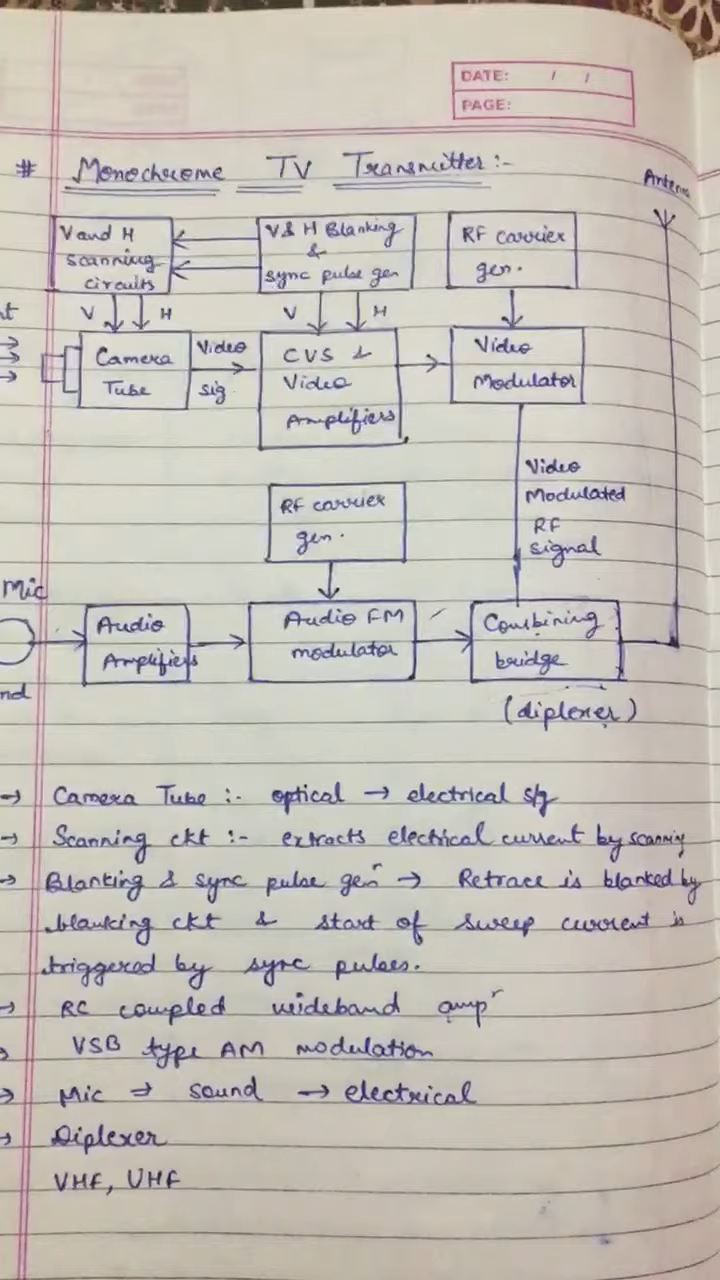 DATE: / /
PAGE:
# Monochrome TV Transmitter :-
Antenna
V and H
scanning
circuits
V & H Blanking
&
sync pulse gen
RF carrier
gen.
V H
V H
Camera
Tube
Video
sig
CVS &
Video
Amplifiers
Video
Modulator
Video
Modulated
RF
signal
RF carrier
gen.
Mic
Audio
Amplifiers
Audio FM
modulator
Combining
bridge
(diplexer)
→ Camera Tube :- optical → electrical s/g
→ Scanning ckt :- extracts electrical current by scanning
→ Blanking & sync pulse genr → Retrace is blanked by
blanking ckt & start of sweep current is
triggered by sync pulses.
→ RC coupled wideband ampr
→ VSB type AM modulation
→ Mic → sound → electrical
→ Diplexer
VHF, UHF